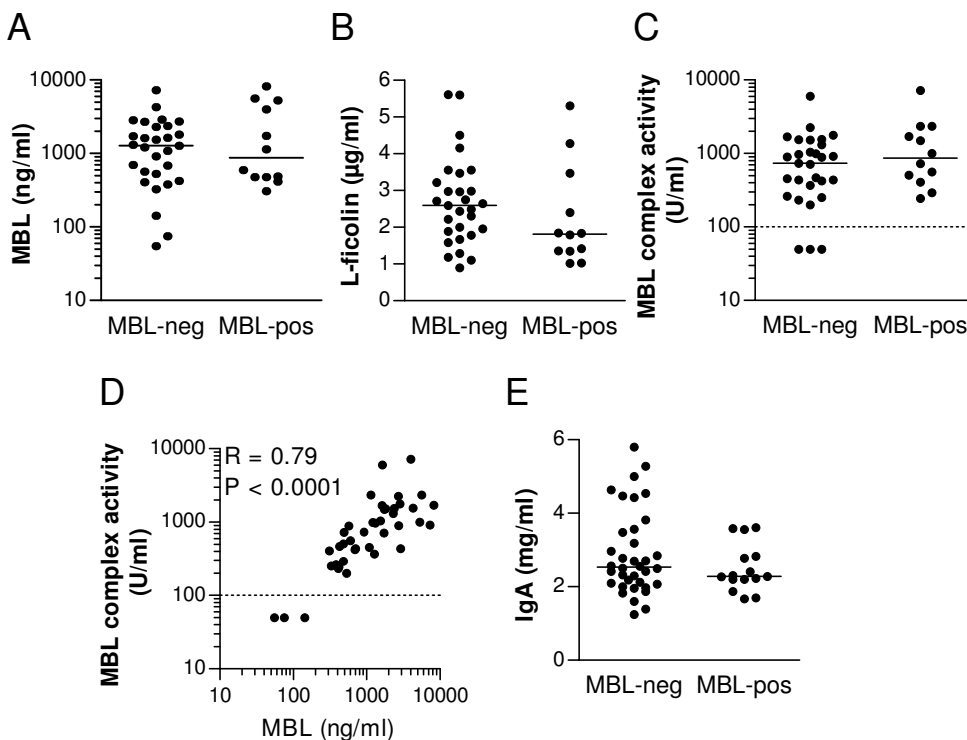 A
MBL (ng/ml)
10000
1000
100
10
MBL-neg
MBL-pos
B
L-ficolin (µg/ml)
6
5
4
3
2
1
0
MBL-neg
MBL-pos
C
MBL complex activity
(U/ml)
10000
1000
100
10
MBL-neg
MBL-pos
D
MBL complex activity
(U/ml)
10000
1000
100
10
R = 0.79
P < 0.0001
10
100
1000
10000
MBL (ng/ml)
E
IgA (mg/ml)
6
4
2
0
MBL-neg
MBL-pos